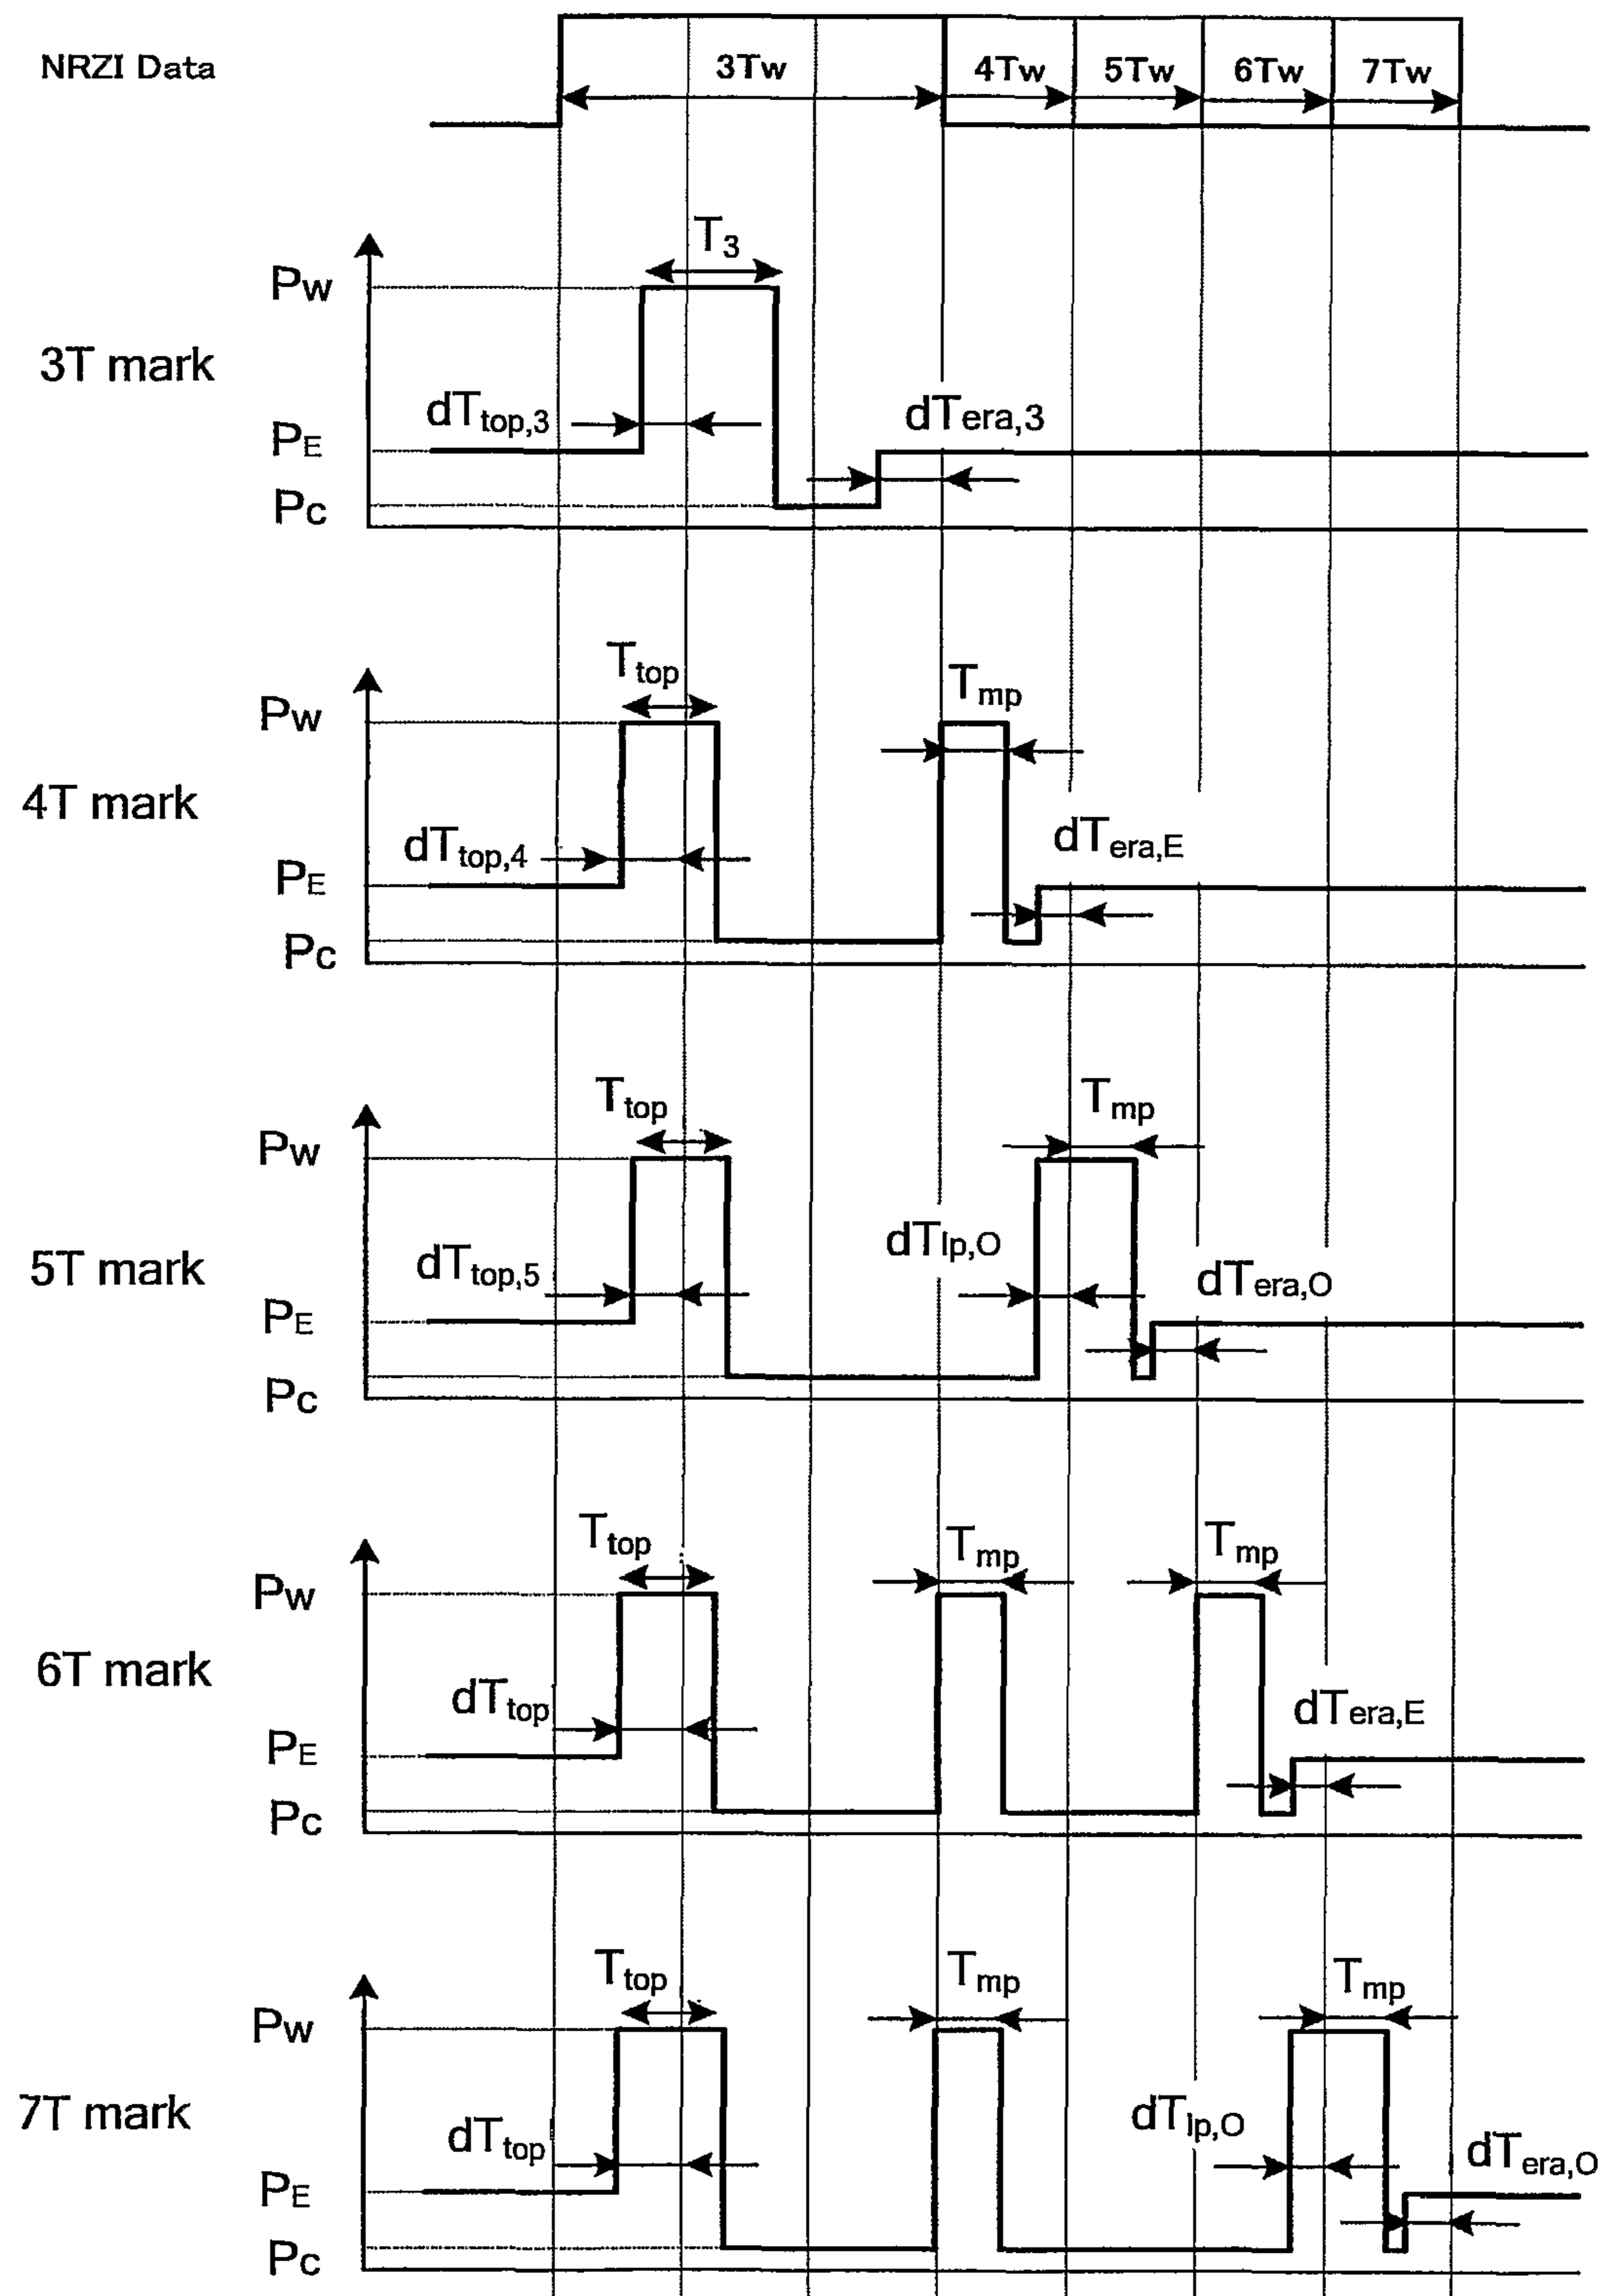 NRZI Data
3Tw 4Tw 5Tw 6Tw 7Tw
T3
Pw
3T mark
dTtop,3
dTera,3
PE
Pc
Ttop
Tmp
Pw
4T mark
dTtop,4
dTera,E
PE
Pc
Ttop
Tmp
Pw
dTlp,O
5T mark
dTtop,5
dTera,O
PE
Pc
Ttop
Tmp
Tmp
Pw
6T mark
dTtop
dTera,E
PE
Pc
Ttop
Tmp
Tmp
Pw
7T mark
dTlp,O
dTtop
dTera,O
PE
Pc